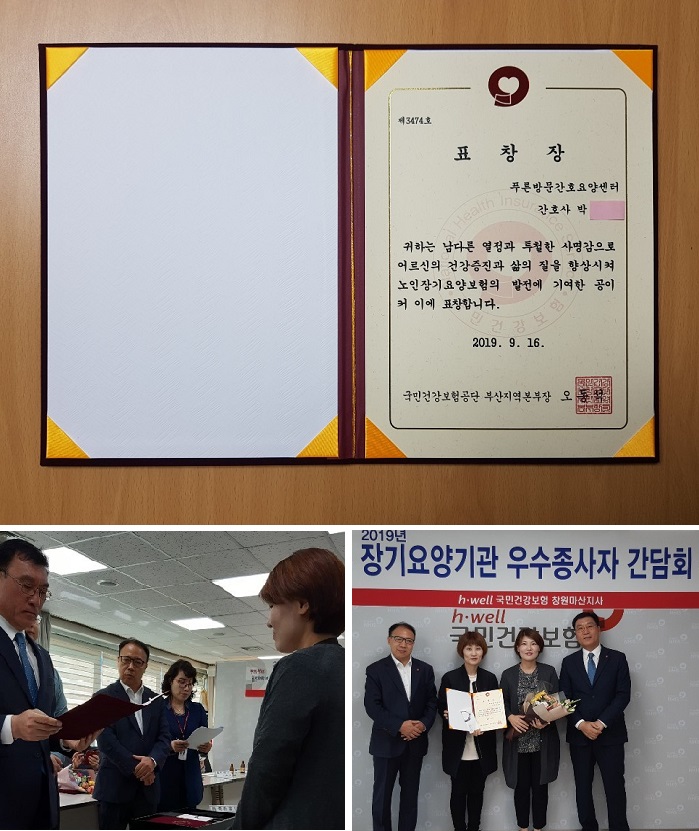 제3474호
표 창 장
푸른방문간호요양센터
간호사 박
귀하는 남다른 열정과 투철한 사명감으로
어르신의 건강증진과 삶의 질을 향상시켜
노인장기요양보험의 발전에 기여한 공이
커 이에 표창합니다.
2019. 9. 16.
국민건강보험공단 부산지역본부장 오동석
2019년
장기요양기관 우수종사자 간담회
h·well 국민건강보험 창원마산지사
h·well
국민건강보험